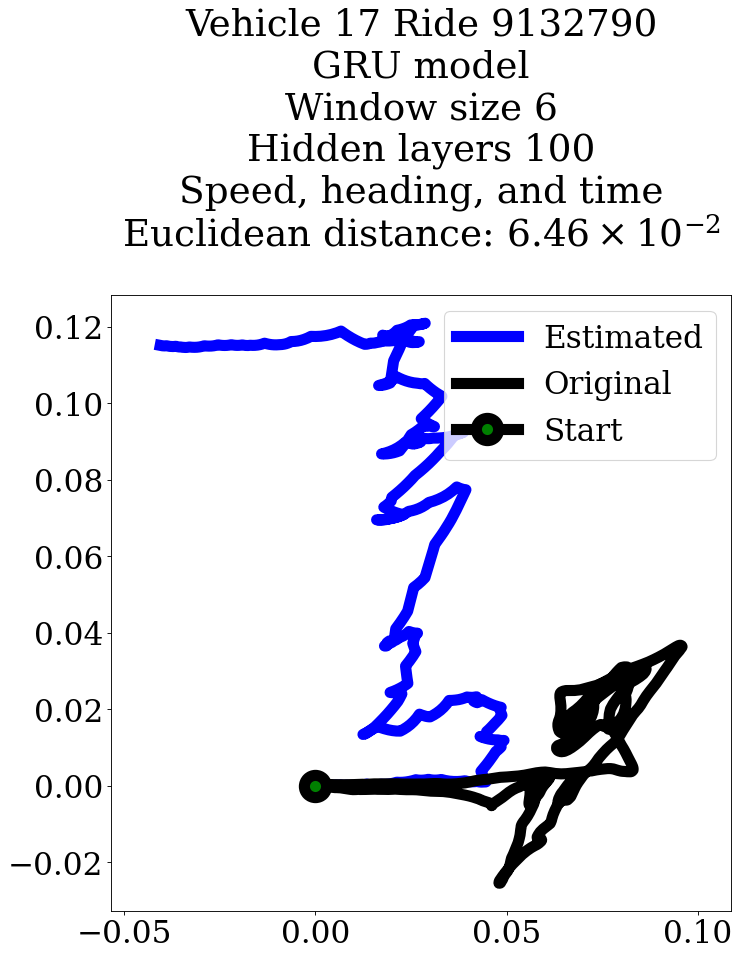 Vehicle 17 Ride 9132790
GRU model
Window size 6
Hidden layers 100
Speed, heading, and time
Euclidean distance: 6.46 × 10⁻²
Estimated
Original
Start
0.12
0.10
0.08
0.06
0.04
0.02
0.00
−0.02
−0.05 0.00 0.05 0.10